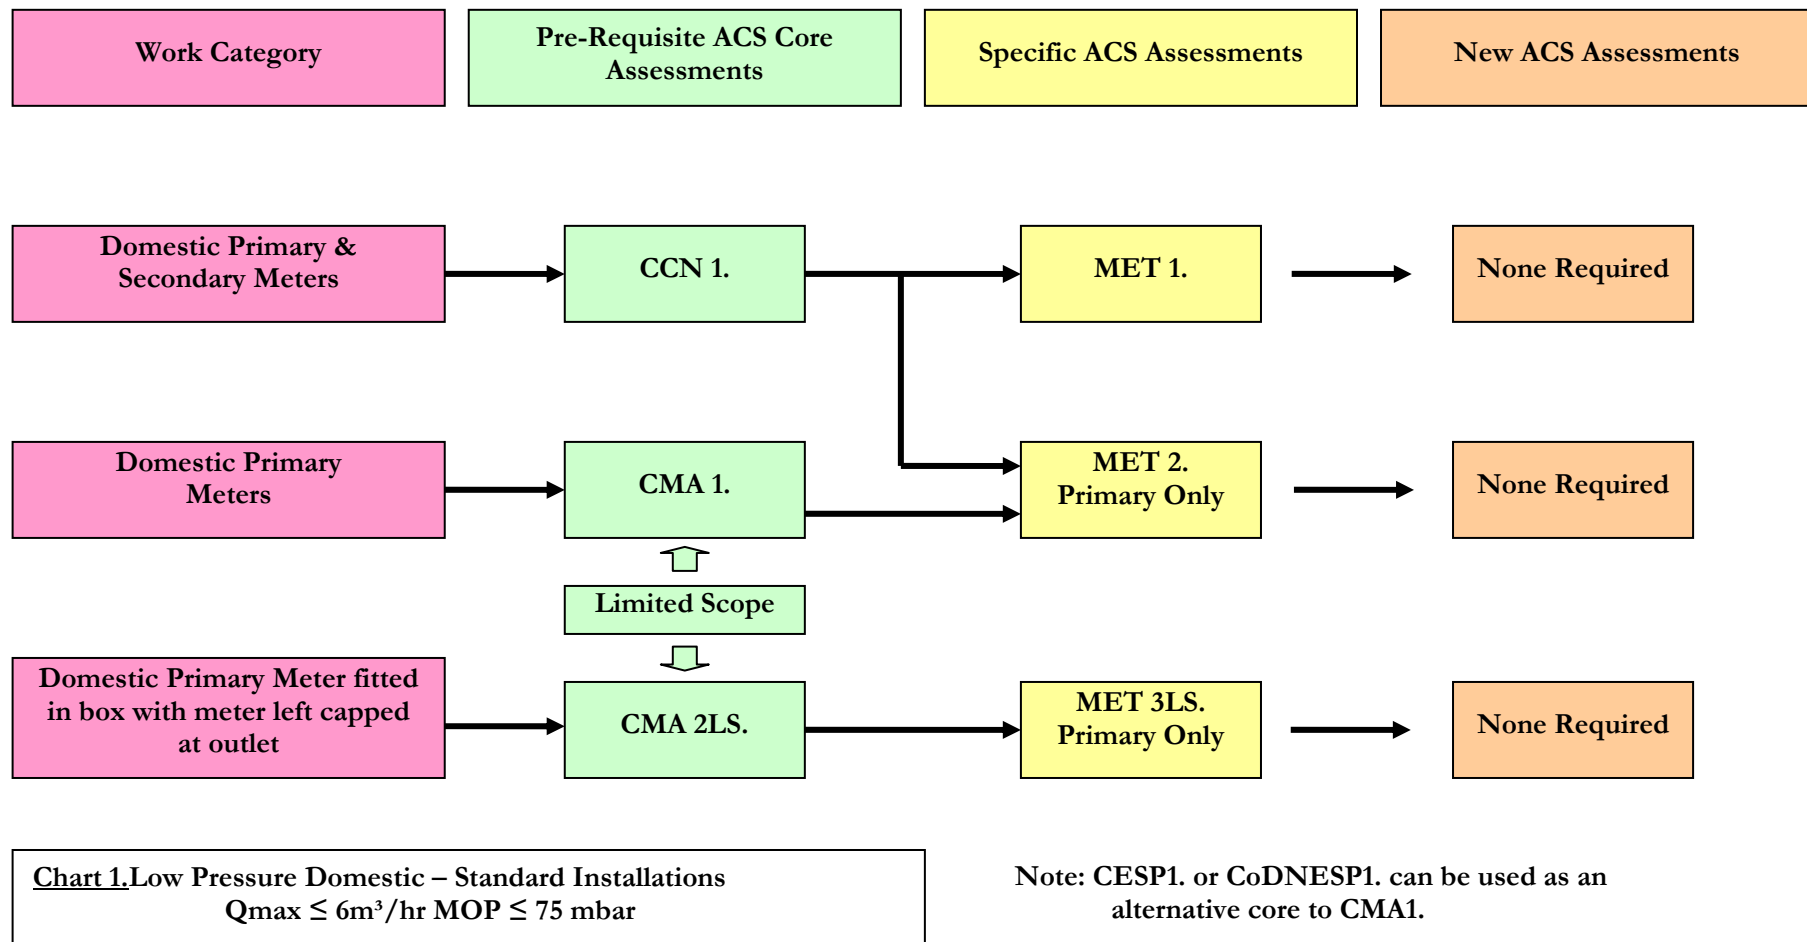 Work Category
Pre-Requisite ACS Core
Assessments
Specific ACS Assessments
New ACS Assessments
Domestic Primary &
Secondary Meters
CCN 1.
MET 1.
None Required
Domestic Primary
Meters
CMA 1.
MET 2.
Primary Only
None Required
Limited Scope
Domestic Primary Meter fitted
in box with meter left capped
at outlet
CMA 2LS.
MET 3LS.
Primary Only
None Required
Chart 1.Low Pressure Domestic – Standard Installations
Qmax ≤ 6m³/hr MOP ≤ 75 mbar
Note: CESP1. or CoDNESP1. can be used as an
alternative core to CMA1.